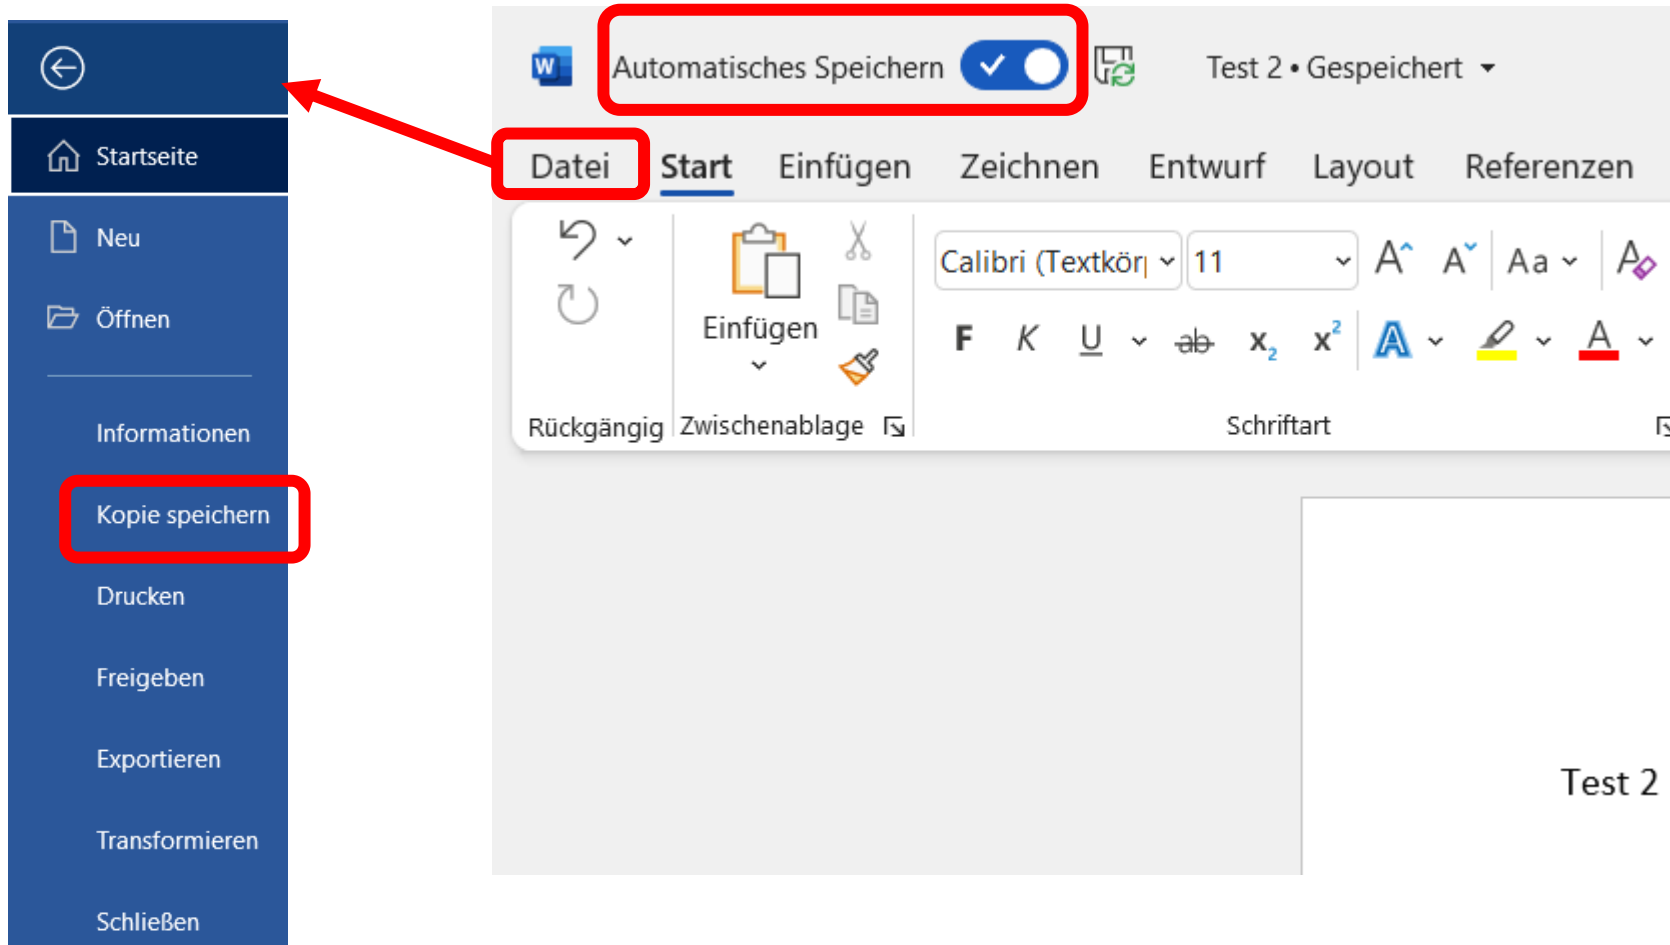 Startseite
Neu
Öffnen
Informationen
Kopie speichern
Drucken
Freigeben
Exportieren
Transformieren
Schließen
W Automatisches Speichern Test 2 • Gespeichert
Datei Start Einfügen Zeichnen Entwurf Layout Referenzen
Calibri (Textkör 11 A A Aa A
Einfügen
F K U ab x2 x2 A A
Rückgängig Zwischenablage Schriftart
Test 2